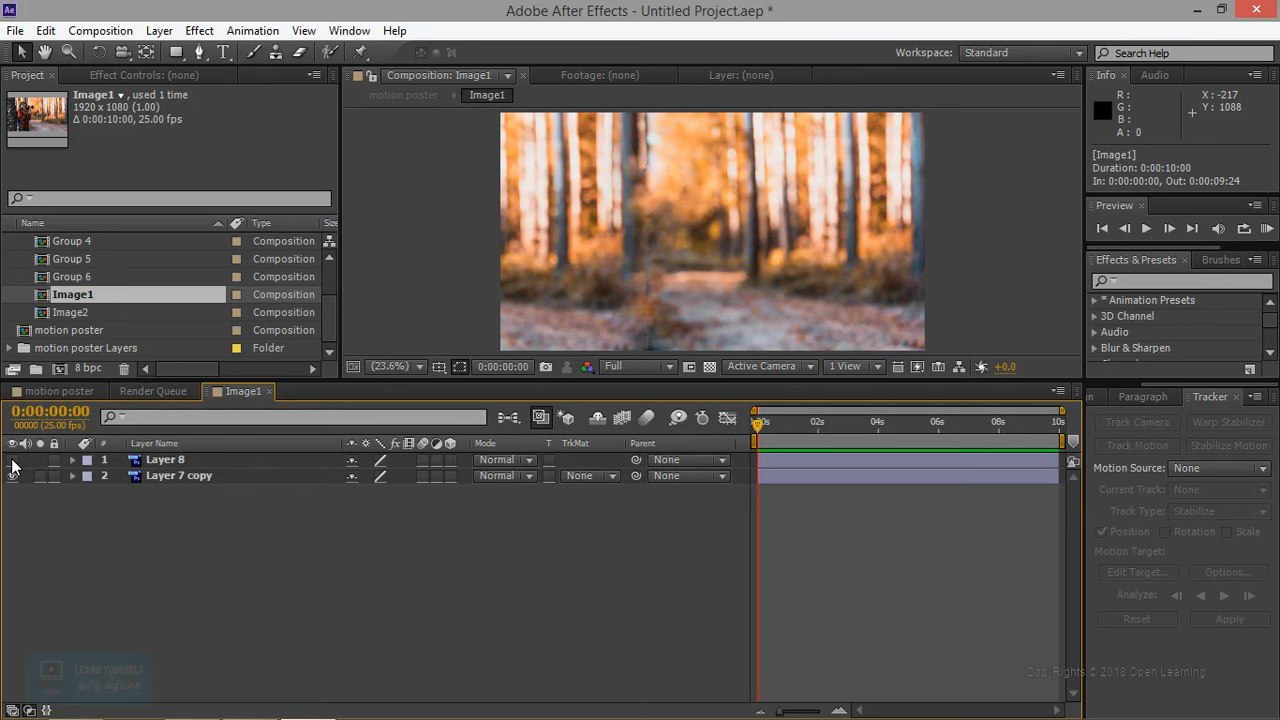 Adobe After Effects - Untitled Project.aep *
File Edit Composition Layer Effect Animation View Window Help
Workspace: Standard Search Help
Project Effect Controls: (none) Composition: Image1 Footage: (none) Layer: (none) Info Audio
Image1 , used 1 time
1920 x 1080 (1.00)
Δ 0:00:10:00, 25.00 fps
motion poster Image1
R : X : -217
G : Y : 1088
B :
A : 0
[Image1]
Duration: 0:00:10:00
In: 0:00:00:00, Out: 0:00:09:24
Preview
Name Type Size
Group 4 Composition
Group 5 Composition
Group 6 Composition
Image1 Composition
Image2 Composition
motion poster Composition
motion poster Layers Folder
Effects & Presets Brushes
* Animation Presets
3D Channel
Audio
Blur & Sharpen
8 bpc
(23.6%) 0:00:00:00 Full Active Camera 1 View +0.0
motion poster Render Queue Image1
Paragraph Tracker
0:00:00:00
00000 (25.00 fps)
02s 04s 06s 08s 10s
# Layer Name Mode T TrkMat Parent
1 Layer 8 Normal None
2 Layer 7 copy Normal None None
Track Camera Warp Stabilizer
Track Motion Stabilize Motion
Motion Source: None
Current Track: None
Track Type: Stabilize
Position Rotation Scale
Motion Target:
Edit Target... Options...
Analyze:
Reset Apply
LEARN YOURSELF
Copy Rights © 2018 Open Learning